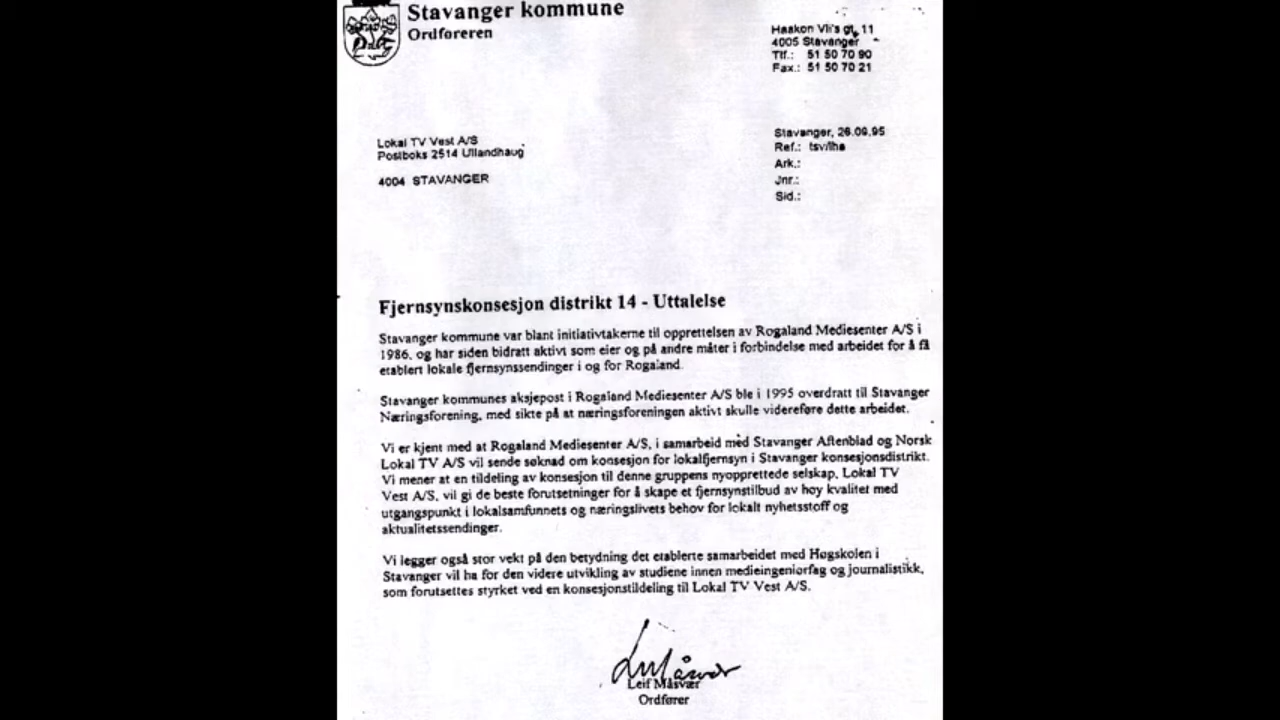 Stavanger kommune
Ordføreren
Haakon VII's gt. 11
4005 Stavanger
Tlf.: 51 50 70 90
Fax.: 51 50 70 21
Lokal TV Vest A/S
Postboks 2514 Ullandhaug
4004 STAVANGER
Stavanger, 26.09.95
Ref.: tsvilha
Ark.:
Jnr.:
Sid.:
Fjernsynskonsesjon distrikt 14 - Uttalelse
Stavanger kommune var blant initiativtakerne til opprettelsen av Rogaland Mediesenter A/S i
1986, og har siden bidratt aktivt som eier og på andre måter i forbindelse med arbeidet for å få
etablert lokale fjernsynssendinger i og for Rogaland.
Stavanger kommunes aksjepost i Rogaland Mediesenter A/S ble i 1995 overdratt til Stavanger
Næringsforening, med sikte på at næringsforeningen aktivt skulle videreføre dette arbeidet.
Vi er kjent med at Rogaland Mediesenter A/S, i samarbeid med Stavanger Aftenblad og Norsk
Lokal TV A/S vil sende søknad om konsesjon for lokalfjernsyn i Stavanger konsesjonsdistrikt.
Vi mener at en tildeling av konsesjon til denne gruppens nyopprettede selskap, Lokal TV
Vest A/S, vil gi de beste forutsetninger for å skape et fjernsynstilbud av høy kvalitet med
utgangspunkt i lokalsamfunnets og næringslivets behov for lokalt nyhetsstoff og
aktualitetssendinger.
Vi legger også stor vekt på den betydning det etablerte samarbeidet med Høgskolen i
Stavanger vil ha for den videre utvikling av studiene innen medieingeniørfag og journalistikk,
som forutsettes styrket ved en konsesjonstildeling til Lokal TV Vest A/S.
Leif Måsvær
Ordfører